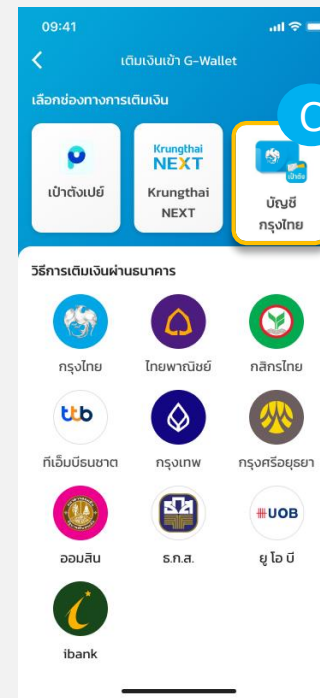 09:41
เติมเงินเข้า G-Wallet
เลือกช่องทางการเติมเงิน
Krungthai
NEXT
เป๋าตังเปย์
Krungthai
NEXT
เป๋าตัง
บัญชี
กรุงไทย
วิธีการเติมเงินผ่านธนาคาร
กรุงไทย
ไทยพาณิชย์
กสิกรไทย
ttb
ทีเอ็มบีธนชาต
กรุงเทพ
กรุงศรีอยุธยา
UOB
ออมสิน
ธ.ก.ส.
ยู โอ บี
ibank